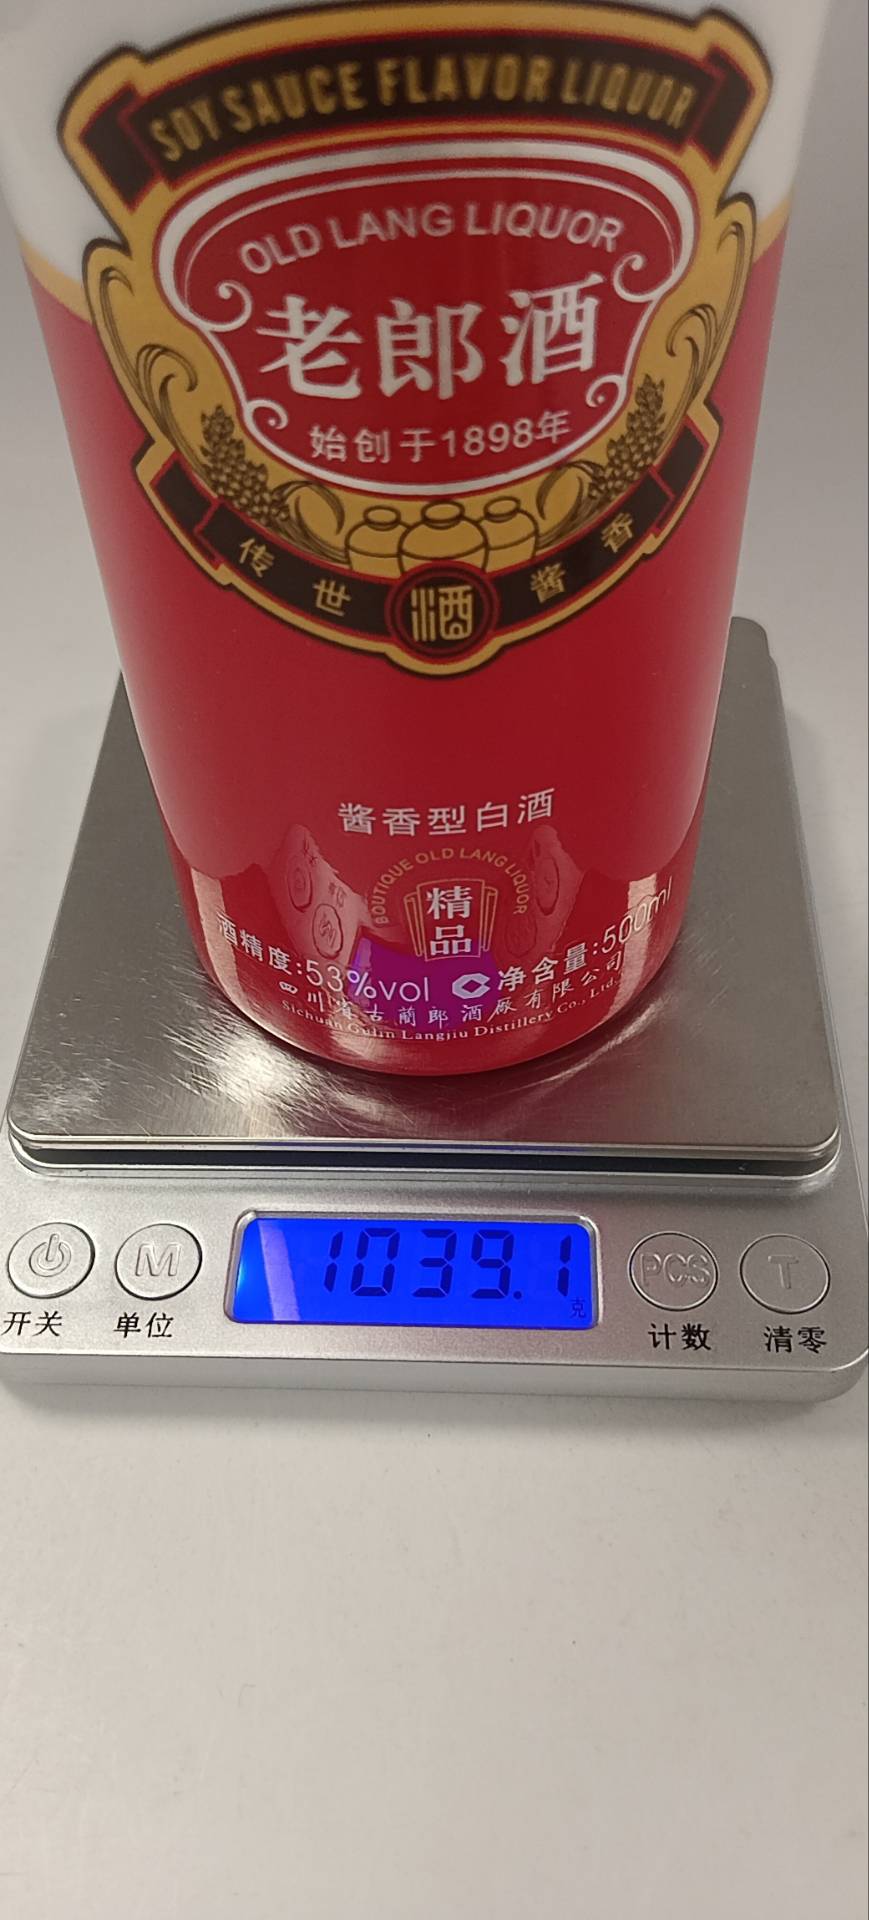 SOY SAUCE FLAVOR LIQUOR
OLD LANG LIQUOR
老郎酒
始创于1898年
传世酒酱香
酱香型白酒
BOUTIQUE OLD LANG LIQUOR
精品
酒精度:53%vol 净含量:500ml
四川省古蔺郎酒厰有限公司
Sichuan Gulin Langjiu Distillery Co., Ltd.
1039.1
克
M PCS T
开关 单位 计数 清零